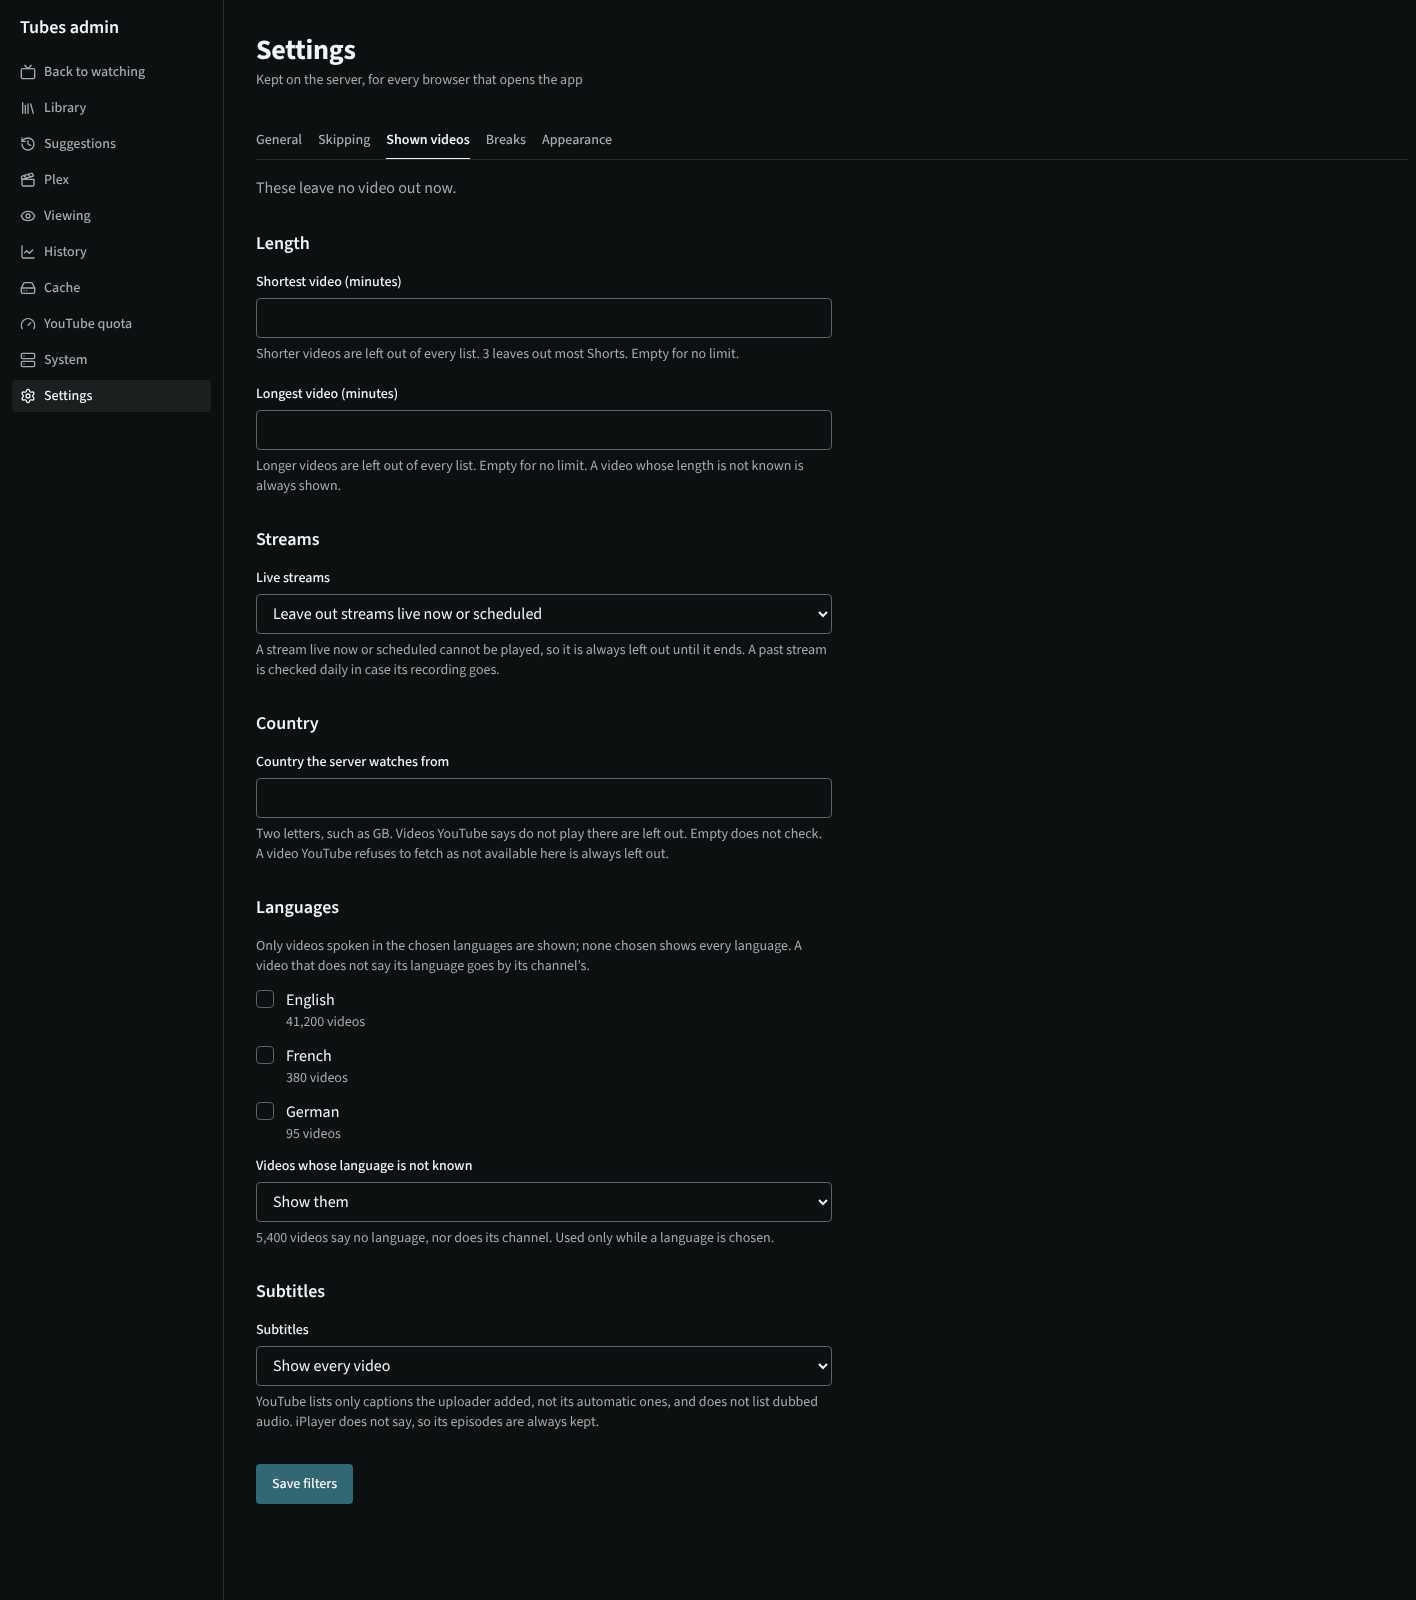 Tubes admin
Back to watching
Library
Suggestions
Plex
Viewing
History
Cache
YouTube quota
System
Settings
Settings
Kept on the server, for every browser that opens the app
General
Skipping
Shown videos
Breaks
Appearance
These leave no video out now.
Length
Shortest video (minutes)
Shorter videos are left out of every list. 3 leaves out most Shorts. Empty for no limit.
Longest video (minutes)
Longer videos are left out of every list. Empty for no limit. A video whose length is not known is
always shown.
Streams
Live streams
Leave out streams live now or scheduled
A stream live now or scheduled cannot be played, so it is always left out until it ends. A past stream
is checked daily in case its recording goes.
Country
Country the server watches from
Two letters, such as GB. Videos YouTube says do not play there are left out. Empty does not check.
A video YouTube refuses to fetch as not available here is always left out.
Languages
Only videos spoken in the chosen languages are shown; none chosen shows every language. A
video that does not say its language goes by its channel's.
English
41,200 videos
French
380 videos
German
95 videos
Videos whose language is not known
Show them
5,400 videos say no language, nor does its channel. Used only while a language is chosen.
Subtitles
Subtitles
Show every video
YouTube lists only captions the uploader added, not its automatic ones, and does not list dubbed
audio. iPlayer does not say, so its episodes are always kept.
Save filters